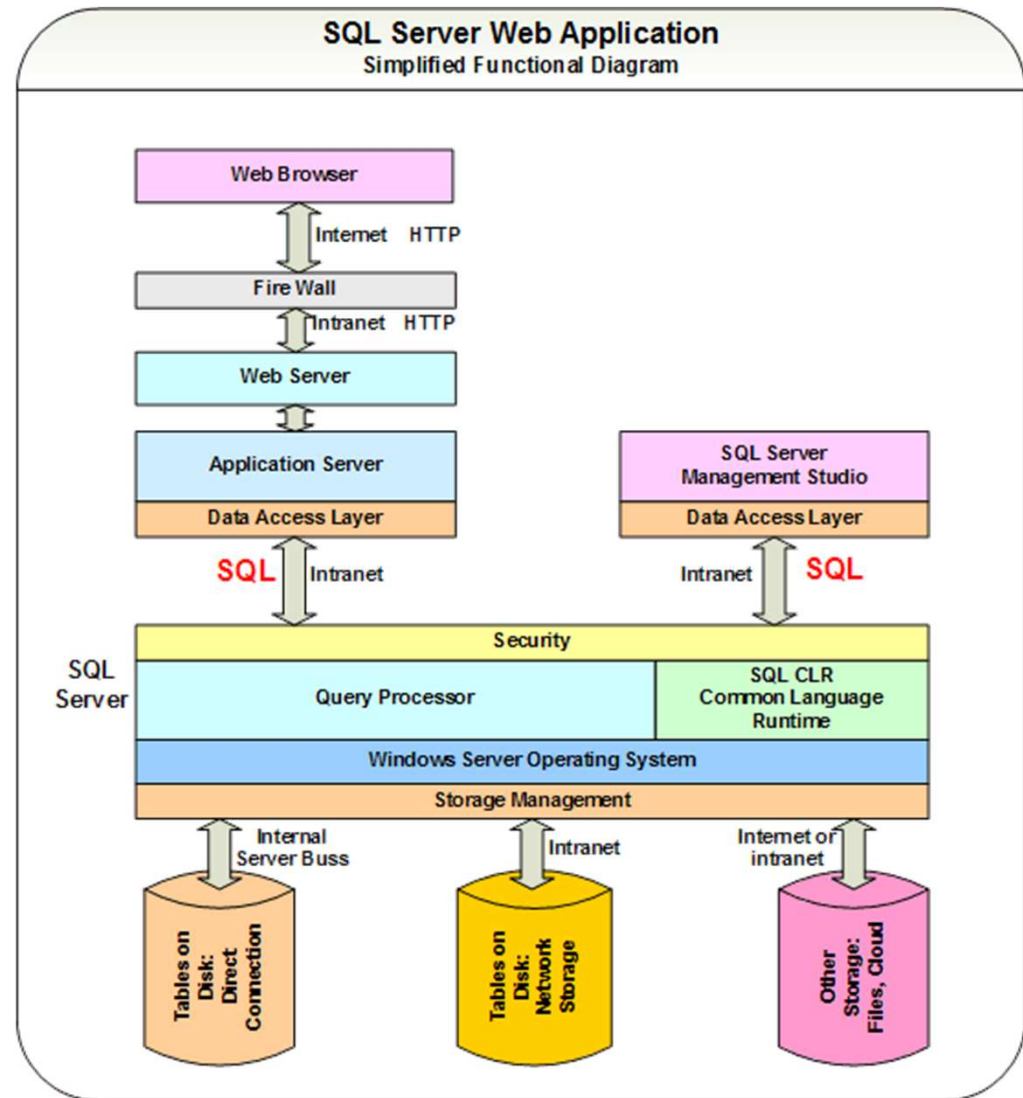 SQL Server Web Application
Simplified Functional Diagram
Web Browser
Internet HTTP
Fire Wall
Intranet HTTP
Web Server
Application Server
Data Access Layer
SQL Server
Management Studio
Data Access Layer
SQL Intranet
Intranet SQL
SQL
Server
Security
Query Processor
SQL CLR
Common Language
Runtime
Windows Server Operating System
Storage Management
Internal
Server Buss
Intranet
Internet or
intranet
Tables on
Disk:
Direct
Connection
Tables on
Disk:
Network
Storage
Other
Storage:
Files, Cloud